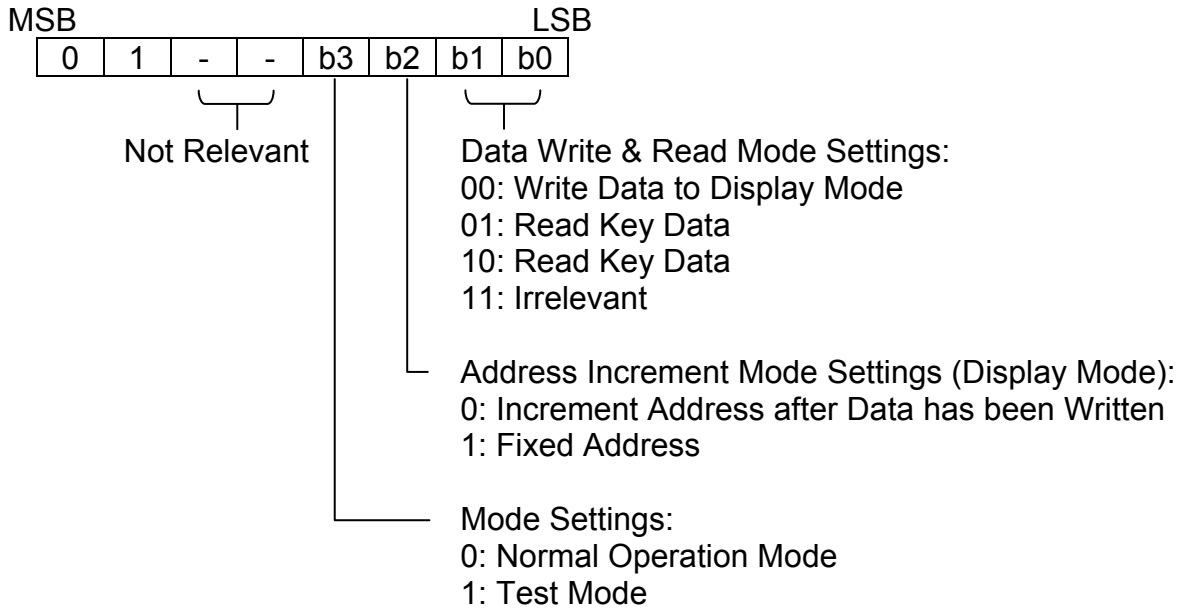 MSB LSB
0 1 - - b3 b2 b1 b0
Not Relevant
Data Write & Read Mode Settings:
00: Write Data to Display Mode
01: Read Key Data
10: Read Key Data
11: Irrelevant
Address Increment Mode Settings (Display Mode):
0: Increment Address after Data has been Written
1: Fixed Address
Mode Settings:
0: Normal Operation Mode
1: Test Mode